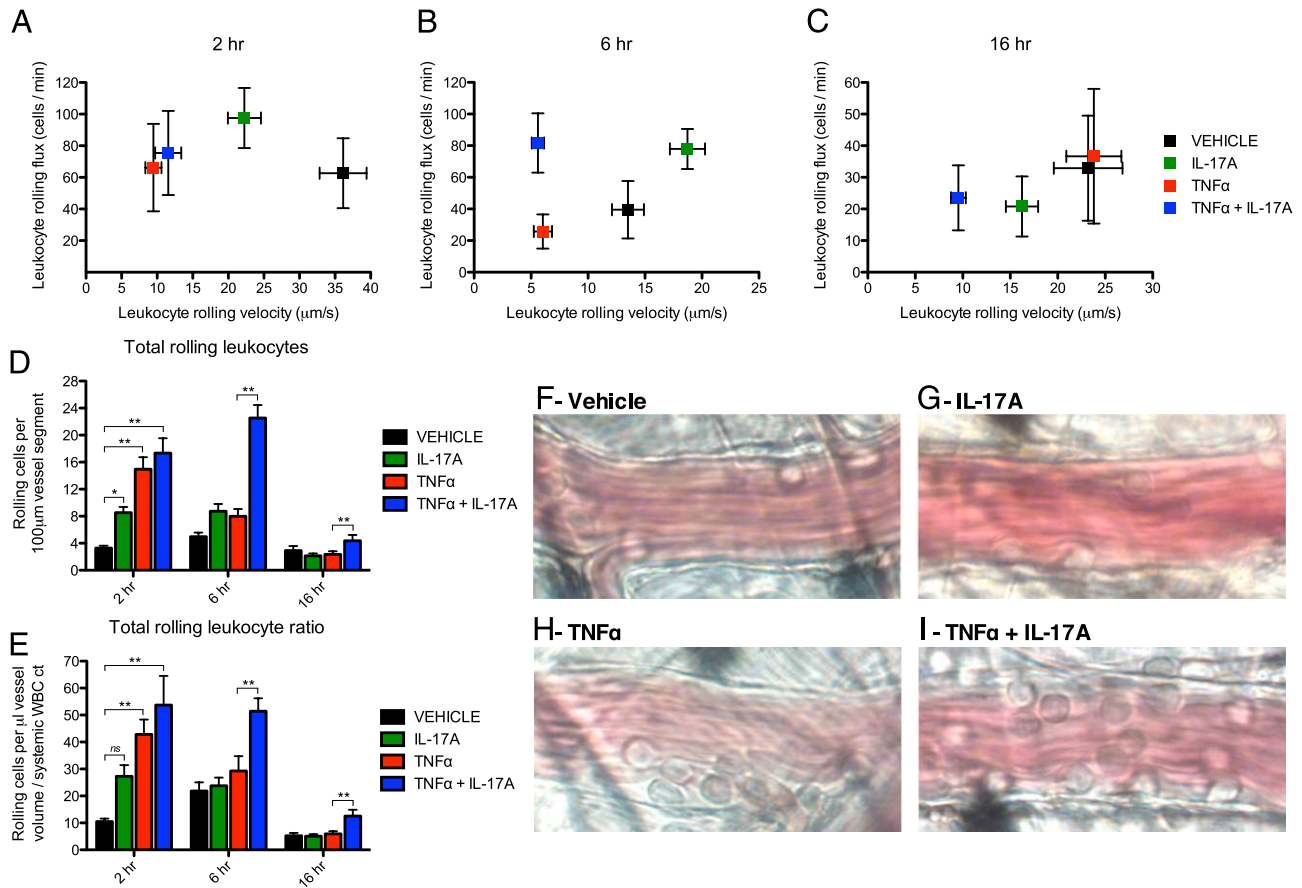 A
2 hr
Leukocyte rolling flux (cells / min)
120
100
80
60
40
20
0
5
10
15
20
25
30
35
40
Leukocyte rolling velocity (μm/s)
B
6 hr
Leukocyte rolling flux (cells / min)
120
100
80
60
40
20
0
0
5
10
15
20
25
Leukocyte rolling velocity (μm/s)
C
16 hr
Leukocyte rolling flux (cells / min)
60
50
40
30
20
10
0
0
5
10
15
20
25
30
Leukocyte rolling velocity (μm/s)
VEHICLE
IL-17A
TNFα
TNFα + IL-17A
D
Total rolling leukocytes
Rolling cells per
100μm vessel segment
28
24
20
16
12
8
4
0
*
**
**
**
**
2 hr
6 hr
16 hr
VEHICLE
IL-17A
TNFα
TNFα + IL-17A
E
Total rolling leukocyte ratio
Rolling cells per μl vessel
volume / systemic WBC ct
70
60
50
40
30
20
10
0
ns
**
**
**
**
2 hr
6 hr
16 hr
VEHICLE
IL-17A
TNFα
TNFα + IL-17A
F- Vehicle
G- IL-17A
H- TNFα
I - TNFα + IL-17A